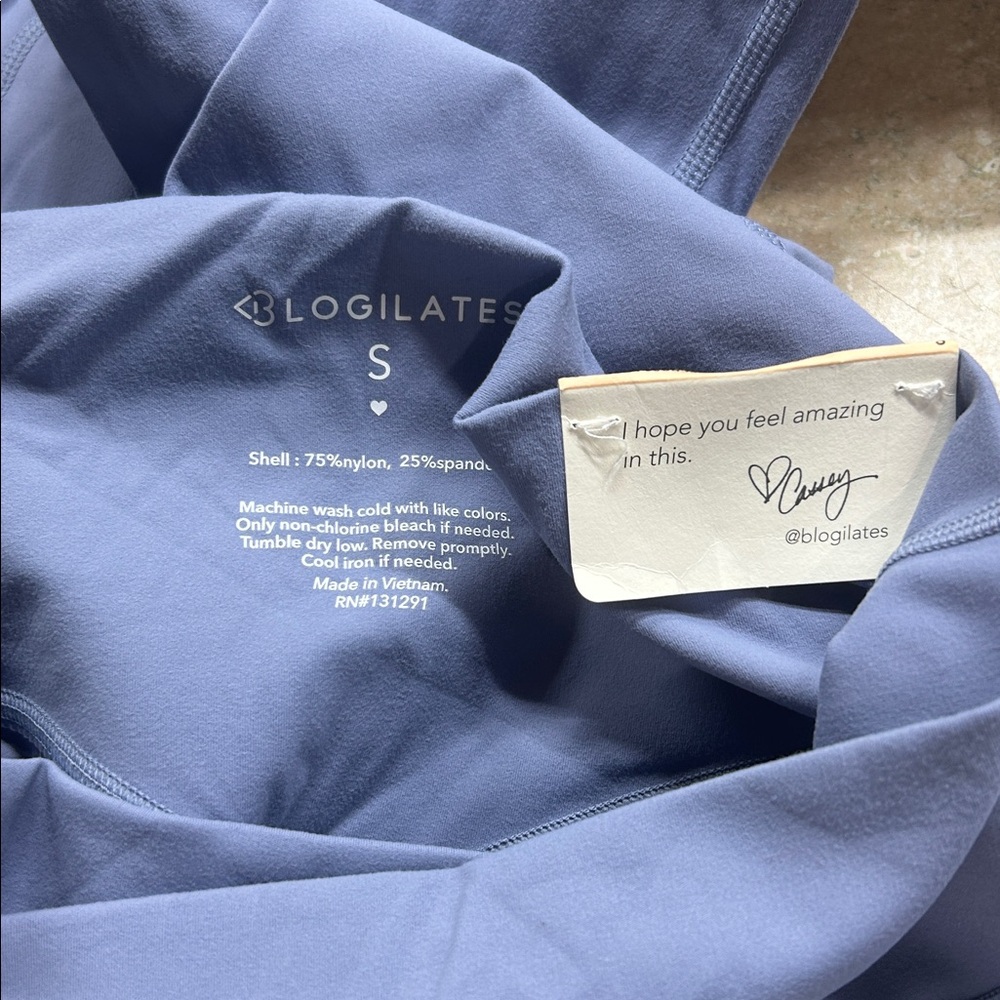 BLOGILATES
S
Shell : 75%nylon, 25%spand
Machine wash cold with like colors.
Only non-chlorine bleach if needed.
Tumble dry low. Remove promptly.
Cool iron if needed.
Made in Vietnam.
RN#131291
I hope you feel amazing
in this.
Cassey
@blogilates